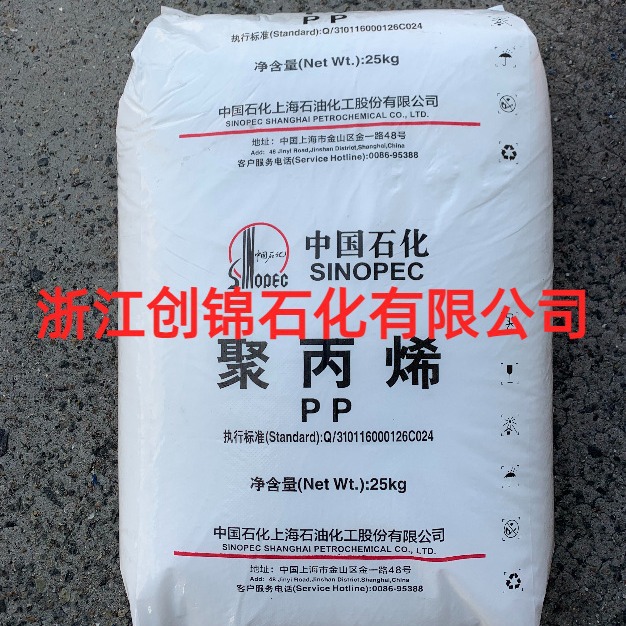 PP
执行标准(Standard):Q/310116000126C024
净含量(Net Wt.):25kg
中国石化上海石油化工股份有限公司
SINOPEC SHANGHAI PETROCHEMICAL CO., LTD.
地址：中国上海市金山区金一路48号
Add: 48 Jinyi Road,Jinshan District,Shanghai,China
客户服务电话(Service Hotline):0086-95388
中国石化
SINOPEC
中国石化
SINOPEC
浙江创锦石化有限公司
聚丙烯
PP
执行标准(Standard):Q/310116000126C024
净含量(Net Wt.):25kg
中国石化上海石油化工股份有限公司
SINOPEC SHANGHAI PETROCHEMICAL CO., LTD.
地址：中国上海市金山区金一路48号
Add: 48 Jinyi Road,Jinshan District,Shanghai,China
客户服务电话(Service Hotline):0086-95388